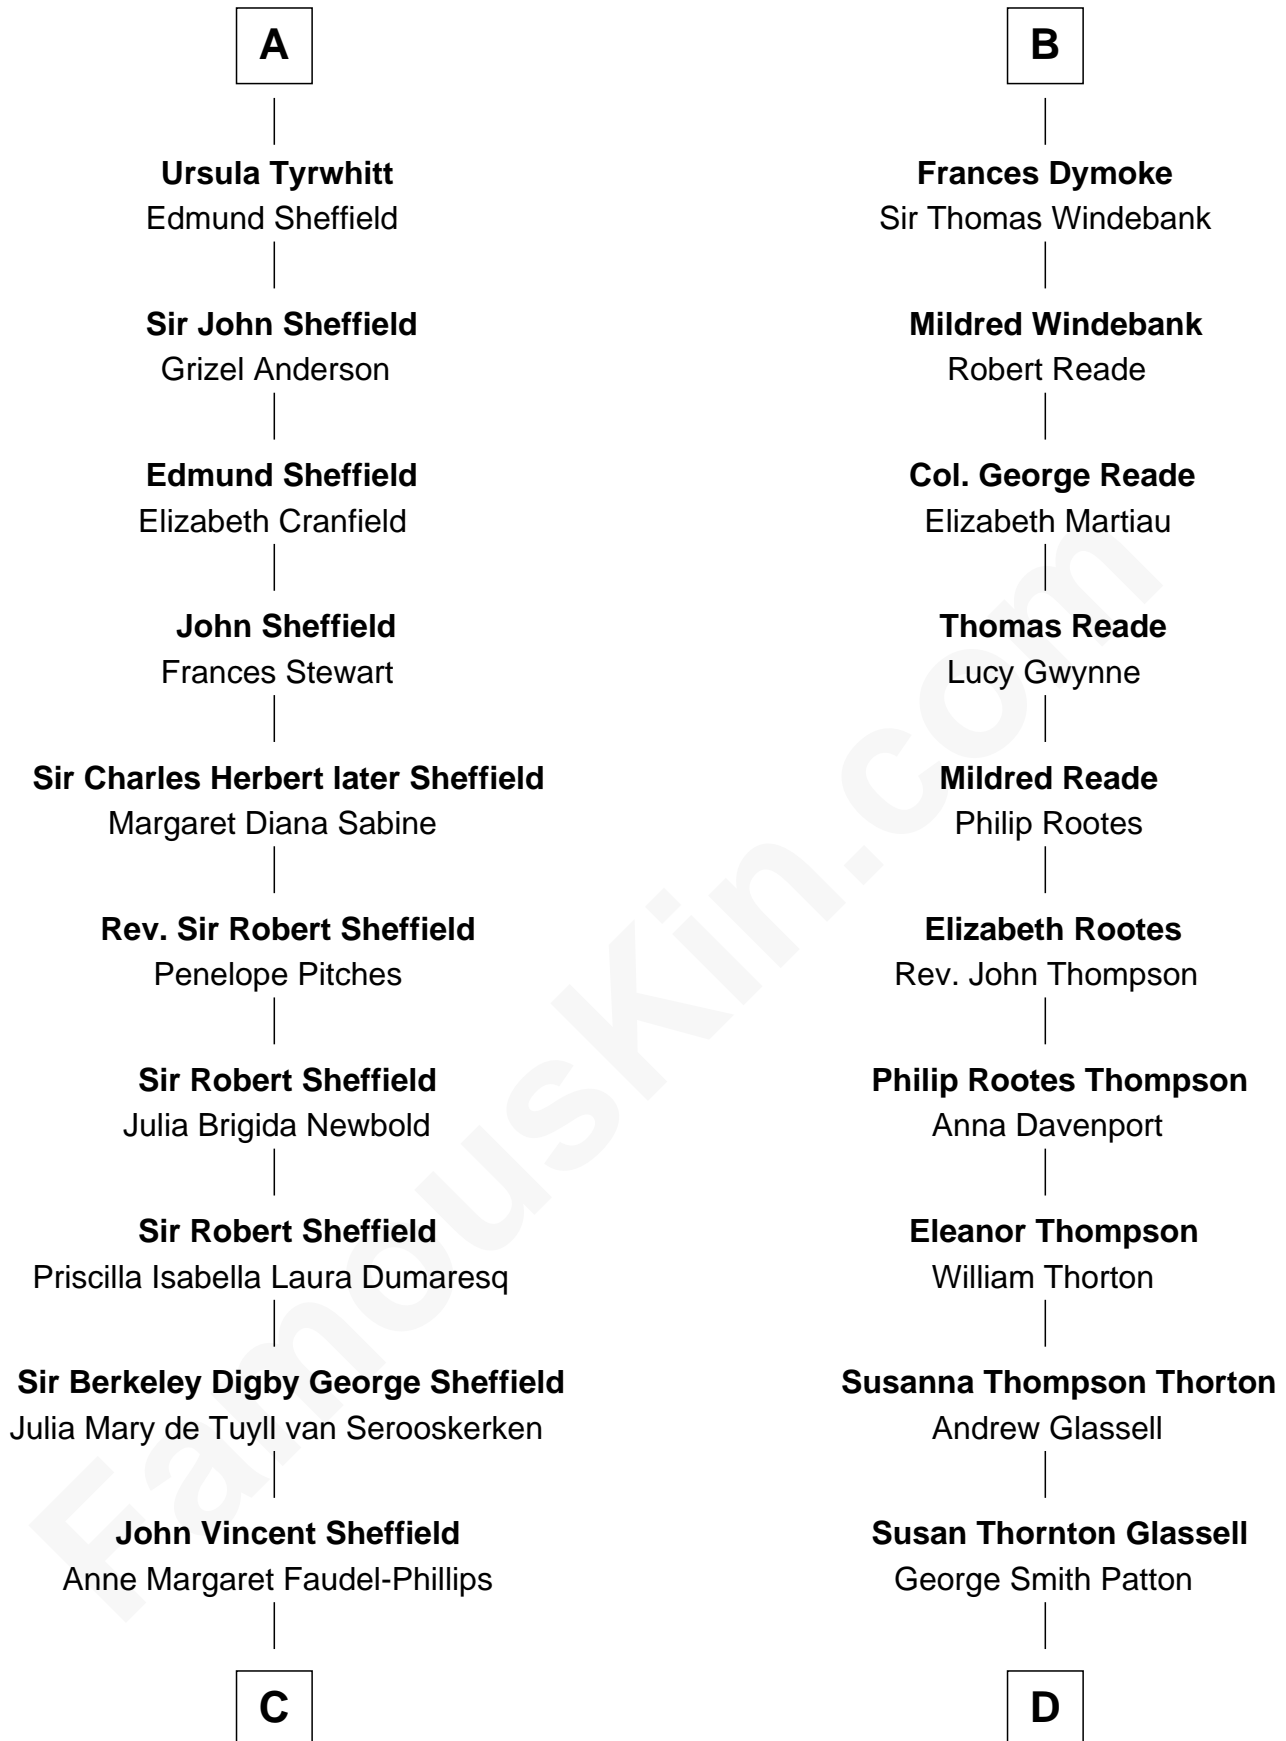 A
Ursula Tyrwhitt
Edmund Sheffield
Sir John Sheffield
Grizel Anderson
Edmund Sheffield
Elizabeth Cranfield
John Sheffield
Frances Stewart
Sir Charles Herbert later Sheffield
Margaret Diana Sabine
Rev. Sir Robert Sheffield
Penelope Pitches
Sir Robert Sheffield
Julia Brigida Newbold
Sir Robert Sheffield
Priscilla Isabella Laura Dumaresq
Sir Berkeley Digby George Sheffield
Julia Mary de Tuyll van Serooskerken
John Vincent Sheffield
Anne Margaret Faudel-Phillips
C
B
Frances Dymoke
Sir Thomas Windebank
Mildred Windebank
Robert Reade
Col. George Reade
Elizabeth Martiau
Thomas Reade
Lucy Gwynne
Mildred Reade
Philip Rootes
Elizabeth Rootes
Rev. John Thompson
Philip Rootes Thompson
Anna Davenport
Eleanor Thompson
William Thorton
Susanna Thompson Thorton
Andrew Glassell
Susan Thornton Glassell
George Smith Patton
D
FamousKin.com